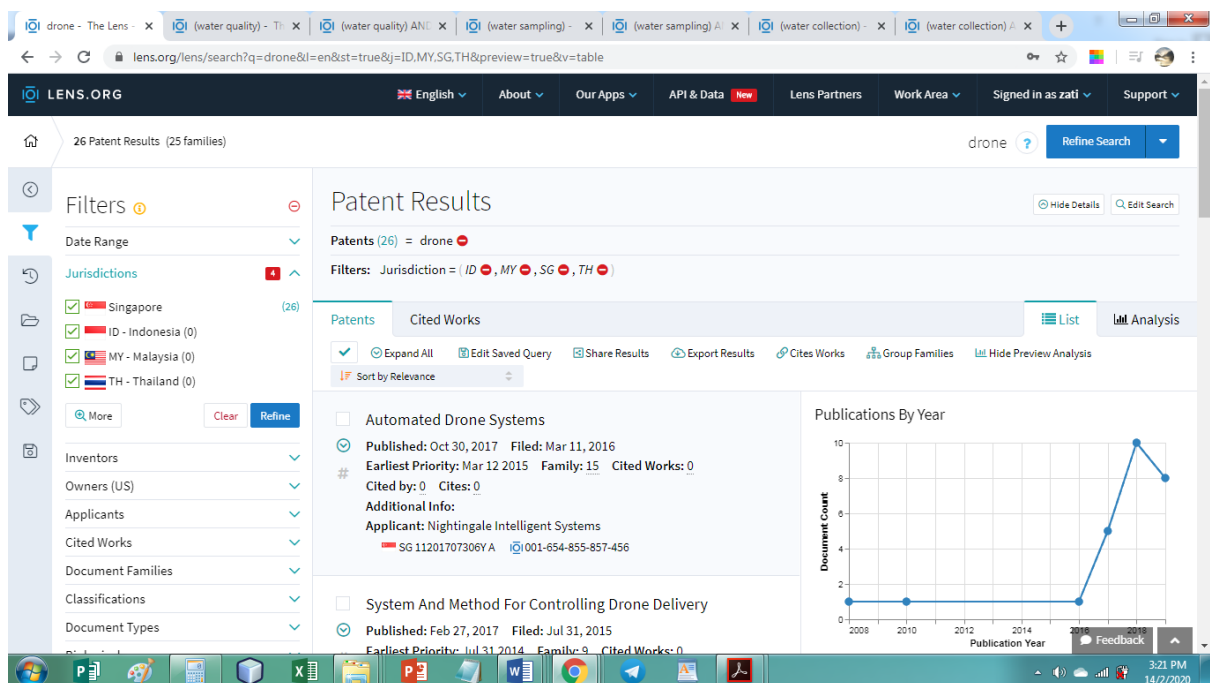 drone - The Lens -
(water quality) - Th
(water quality) AND
(water sampling) -
(water sampling) A
(water collection) -
(water collection) A
lens.org/lens/search?q=drone&l=en&st=true&j=ID,MY,SG,TH&preview=true&v=table
LENS.ORG
English
About
Our Apps
API & Data New
Lens Partners
Work Area
Signed in as zati
Support
26 Patent Results (25 families)
drone ?
Refine Search
Filters
Date Range
Jurisdictions 4
Singapore (26)
ID - Indonesia (0)
MY - Malaysia (0)
TH - Thailand (0)
More
Clear
Refine
Inventors
Owners (US)
Applicants
Cited Works
Document Families
Classifications
Document Types
Patent Results
Hide Details
Edit Search
Patents (26) = drone
Filters: Jurisdiction = ( ID , MY , SG , TH )
Patents
Cited Works
List
Analysis
Expand All
Edit Saved Query
Share Results
Export Results
Cites Works
Group Families
Hide Preview Analysis
Sort by Relevance
Automated Drone Systems
Published: Oct 30, 2017 Filed: Mar 11, 2016
Earliest Priority: Mar 12 2015 Family: 15 Cited Works: 0
Cited by: 0 Cites: 0
Additional Info:
Applicant: Nightingale Intelligent Systems
SG 11201707306Y A 001-654-855-857-456
System And Method For Controlling Drone Delivery
Published: Feb 27, 2017 Filed: Jul 31, 2015
Earliest Priority: Jul 31 2014 Family: 9 Cited Works: 0
Publications By Year
Document Count
10
8
6
4
2
0
2008 2010 2012 2014 2016 2018
Publication Year
Feedback
3:21 PM
14/2/2020